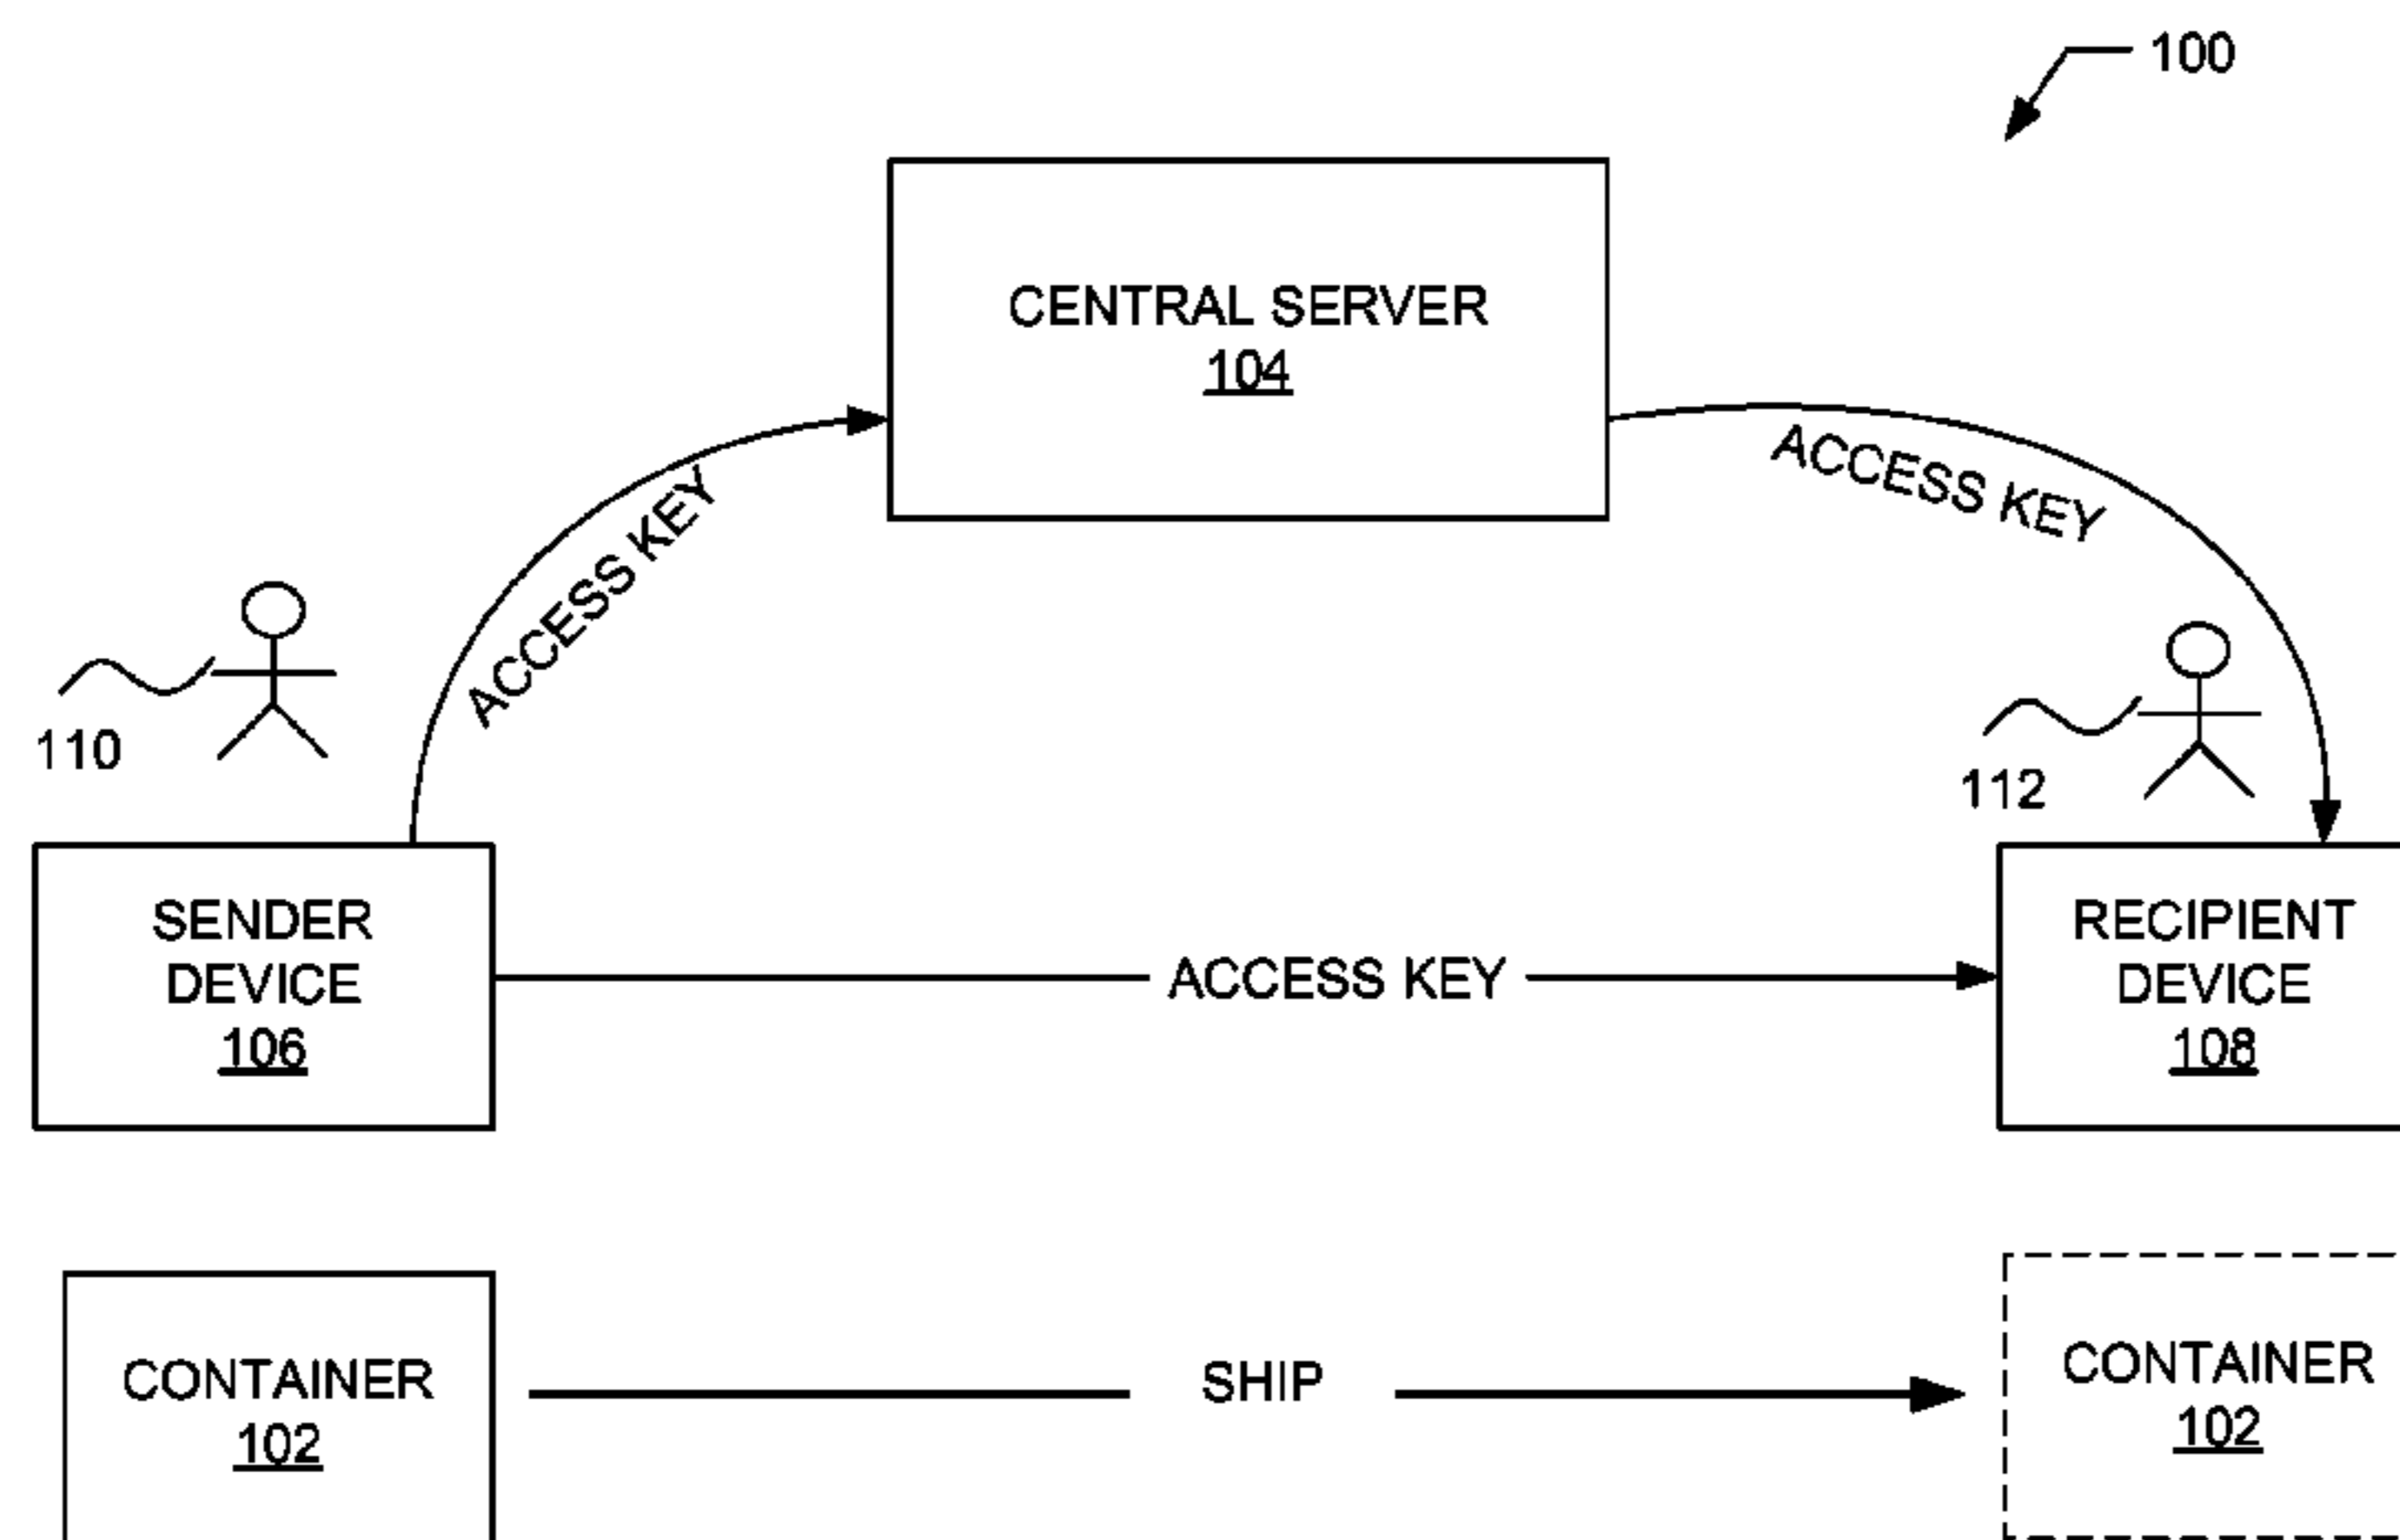 100
CENTRAL SERVER
104
ACCESS KEY
ACCESS KEY
110
112
SENDER
DEVICE
106
ACCESS KEY
RECIPIENT
DEVICE
108
CONTAINER
102
SHIP
CONTAINER
102